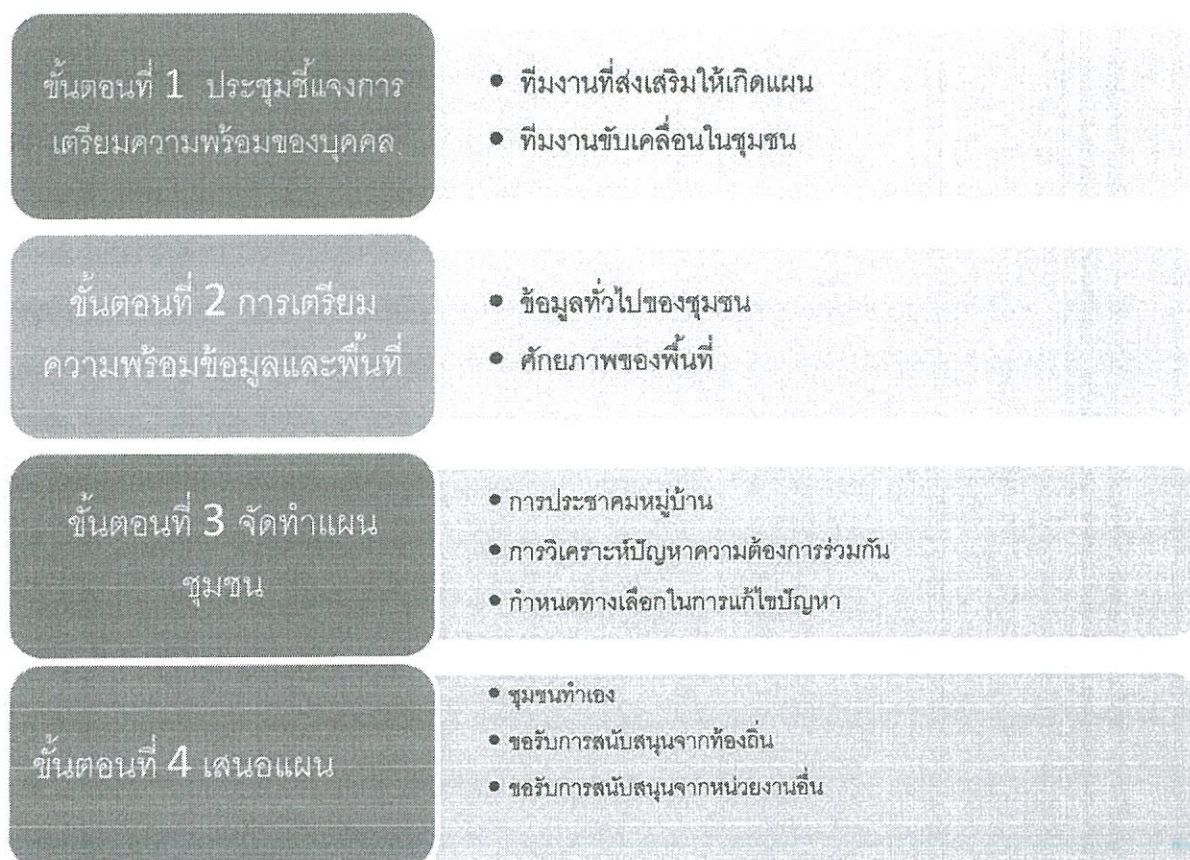 ขั้นตอนที่ 1 ประชุมชี้แจงการ
เตรียมความพร้อมของบุคคล
• ทีมงานที่ส่งเสริมให้เกิดแผน
• ทีมงานขับเคลื่อนในชุมชน
ขั้นตอนที่ 2 การเตรียม
ความพร้อมข้อมูลและพื้นที่
• ข้อมูลทั่วไปของชุมชน
• ศักยภาพของพื้นที่
ขั้นตอนที่ 3 จัดทำแผน
ชุมชน
• การประชาคมหมู่บ้าน
• การวิเคราะห์ปัญหาความต้องการร่วมกัน
• กำหนดทางเลือกในการแก้ไขปัญหา
ขั้นตอนที่ 4 เสนอแผน
• ชุมชนทำเอง
• ขอรับการสนับสนุนจากท้องถิ่น
• ขอรับการสนับสนุนจากหน่วยงานอื่น